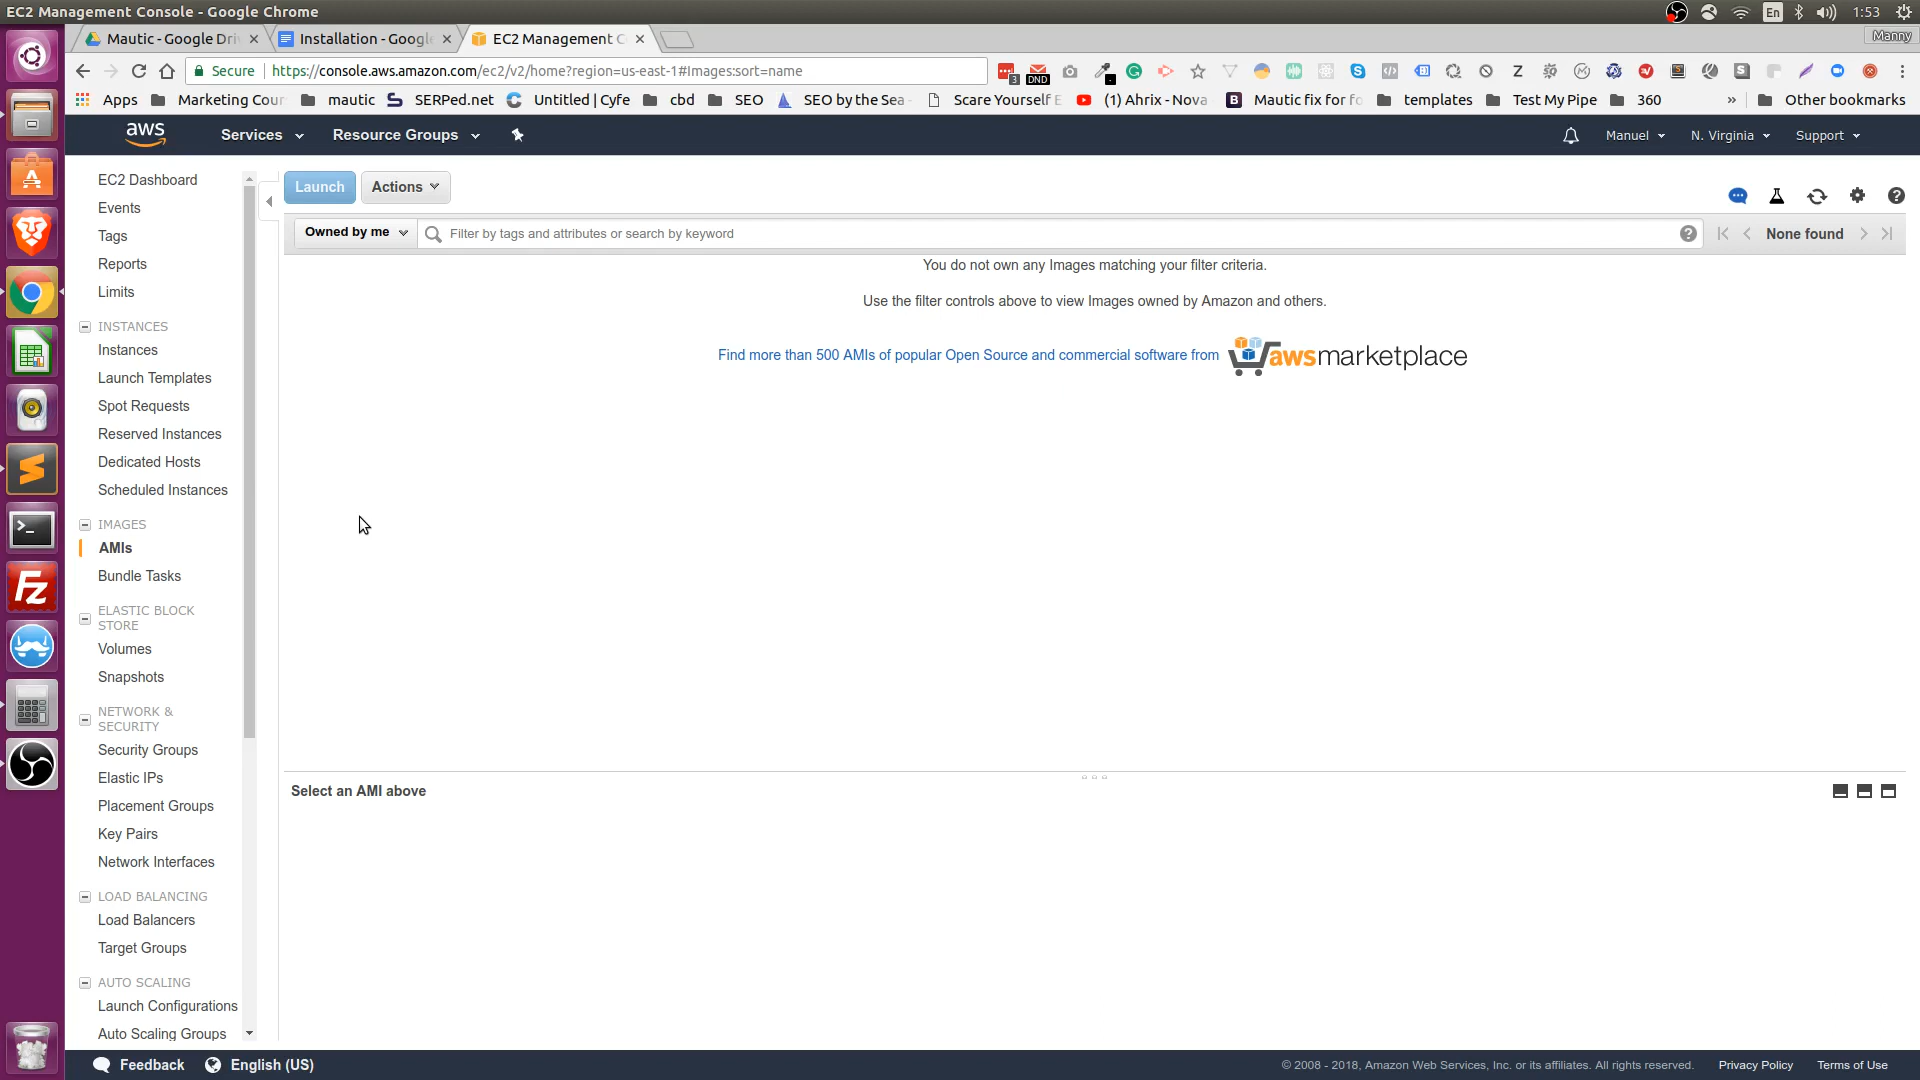 EC2 Management Console - Google Chrome
En
1:53
Mautic - Google Dri
Installation - Google
EC2 Management C
Manny
Secure
https://console.aws.amazon.com/ec2/v2/home?region=us-east-1#Images:sort=name
3
DND
Apps
Marketing Cour
mautic
SERPed.net
Untitled | Cyfe
cbd
SEO
SEO by the Sea
Scare Yourself E
(1) Ahrix - Nova
Mautic fix for fo
templates
Test My Pipe
360
»
Other bookmarks
aws
Services
Resource Groups
Manuel
N. Virginia
Support
EC2 Dashboard
Events
Tags
Reports
Limits
INSTANCES
Instances
Launch Templates
Spot Requests
Reserved Instances
Dedicated Hosts
Scheduled Instances
IMAGES
AMIs
Bundle Tasks
ELASTIC BLOCK
STORE
Volumes
Snapshots
NETWORK &
SECURITY
Security Groups
Elastic IPs
Placement Groups
Key Pairs
Network Interfaces
LOAD BALANCING
Load Balancers
Target Groups
AUTO SCALING
Launch Configurations
Auto Scaling Groups
Launch
Actions
Owned by me
Filter by tags and attributes or search by keyword
None found
You do not own any Images matching your filter criteria.
Use the filter controls above to view Images owned by Amazon and others.
Find more than 500 AMIs of popular Open Source and commercial software from
awsmarketplace
Select an AMI above
Feedback
English (US)
© 2008 - 2018, Amazon Web Services, Inc. or its affiliates. All rights reserved.
Privacy Policy
Terms of Use